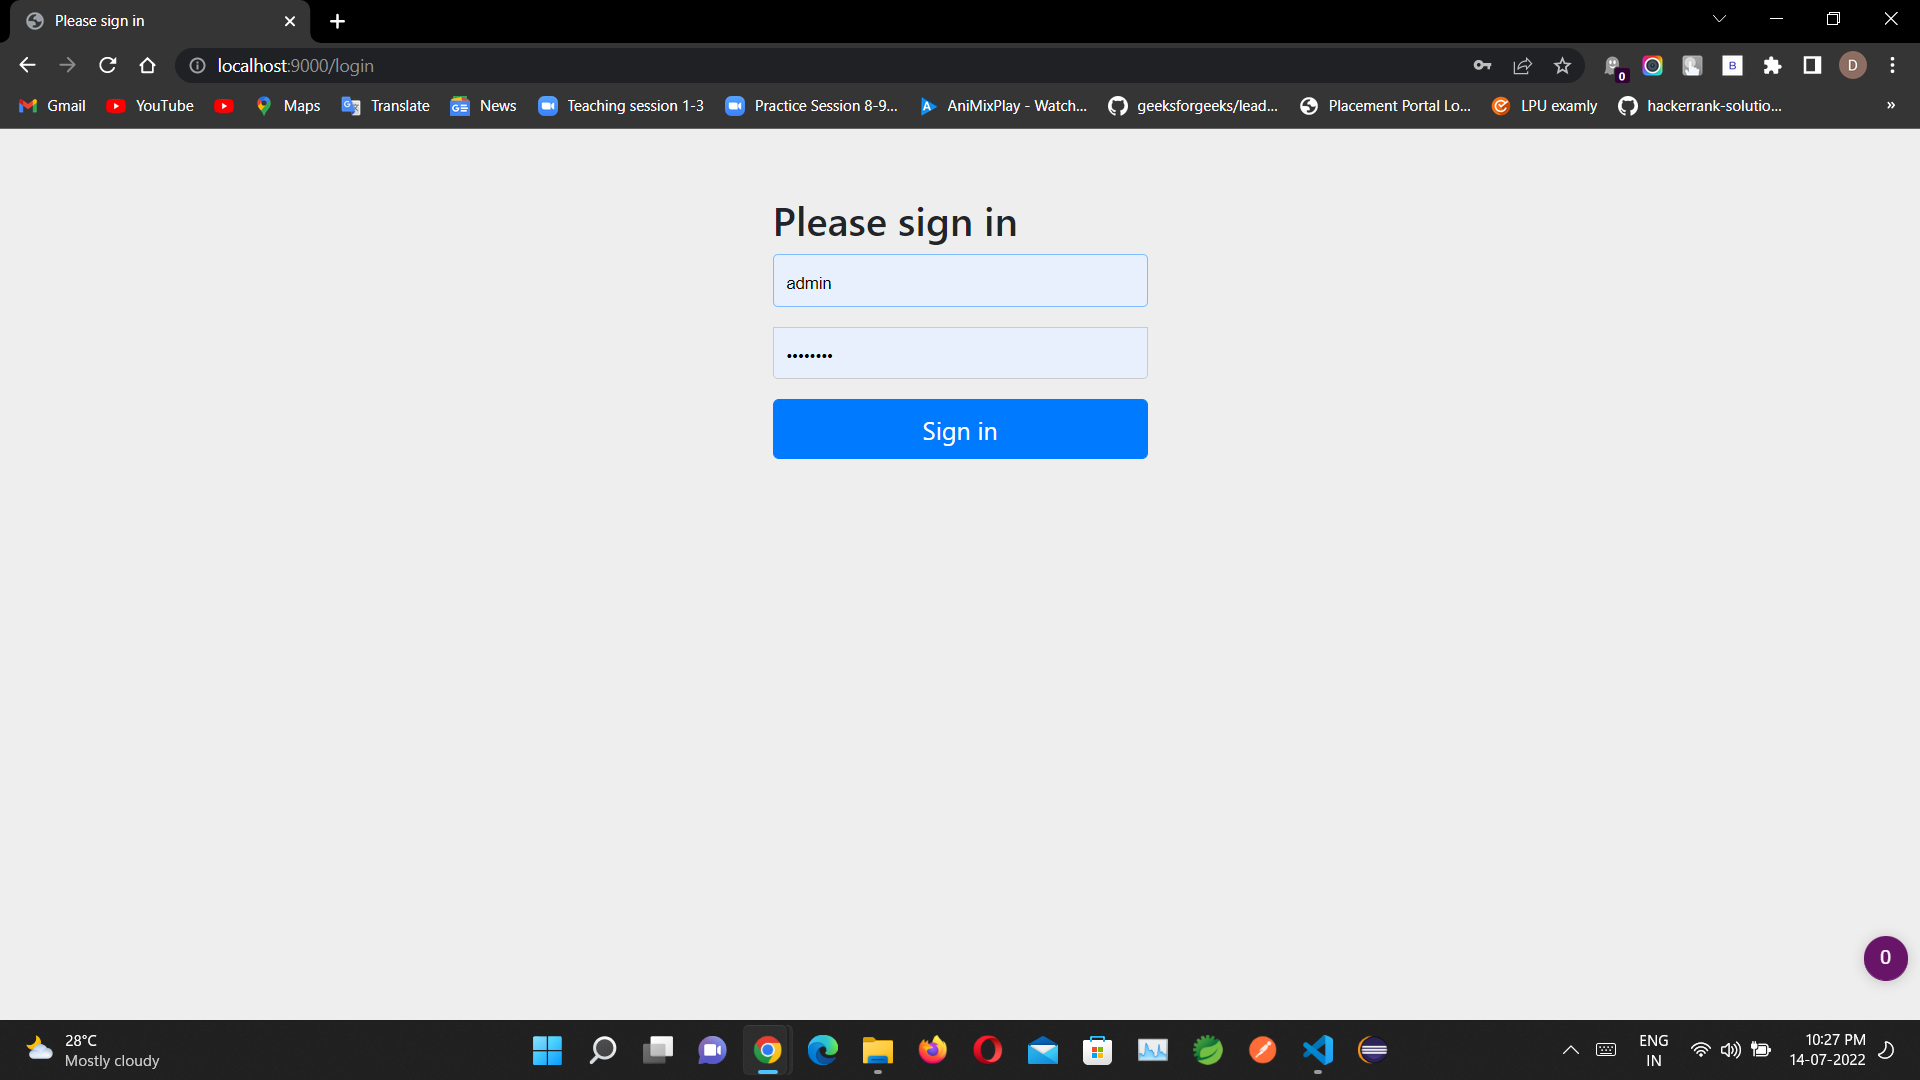 Please sign in
localhost:9000/login
0
B
D
Gmail
YouTube
Maps
Translate
News
Teaching session 1-3
Practice Session 8-9...
AniMixPlay - Watch...
geeksforgeeks/lead...
Placement Portal Lo...
LPU examly
hackerrank-solutio...
»
Please sign in
admin
••••••••
Sign in
0
28°C
Mostly cloudy
ENG
IN
10:27 PM
14-07-2022